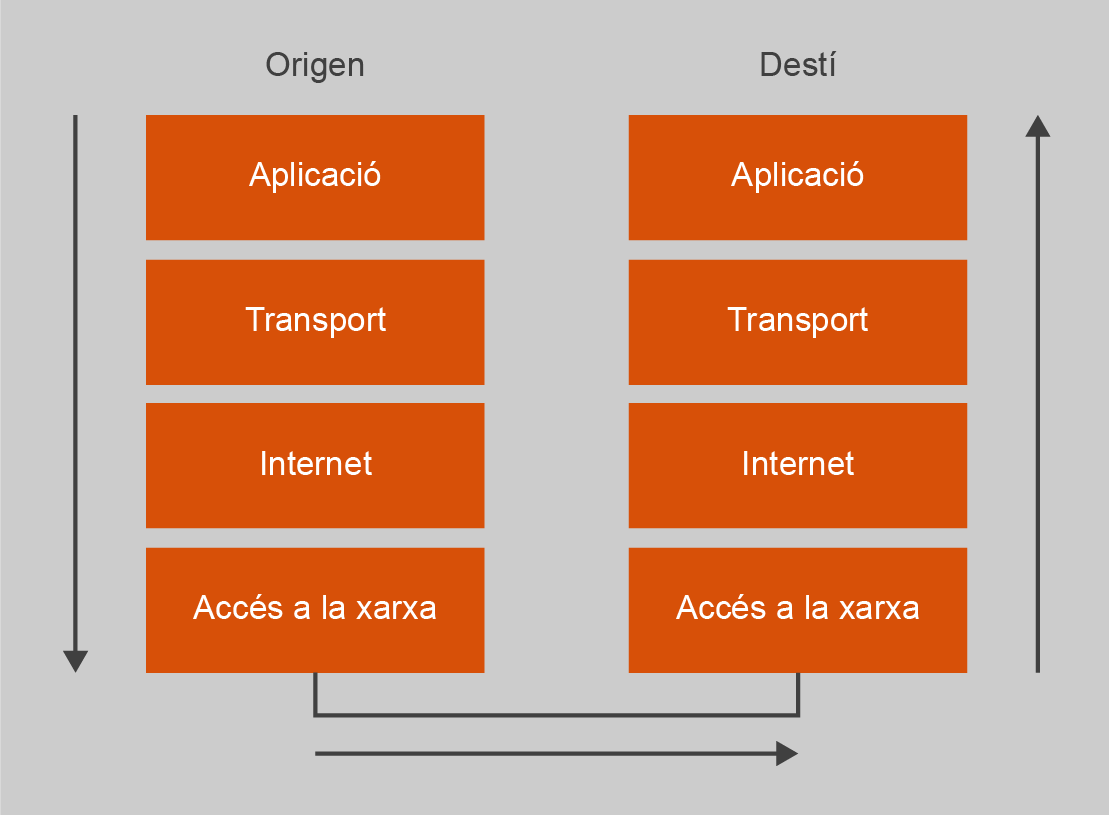 Origen
Destí
Aplicació
Aplicació
Transport
Transport
Internet
Internet
Accés a la xarxa
Accés a la xarxa